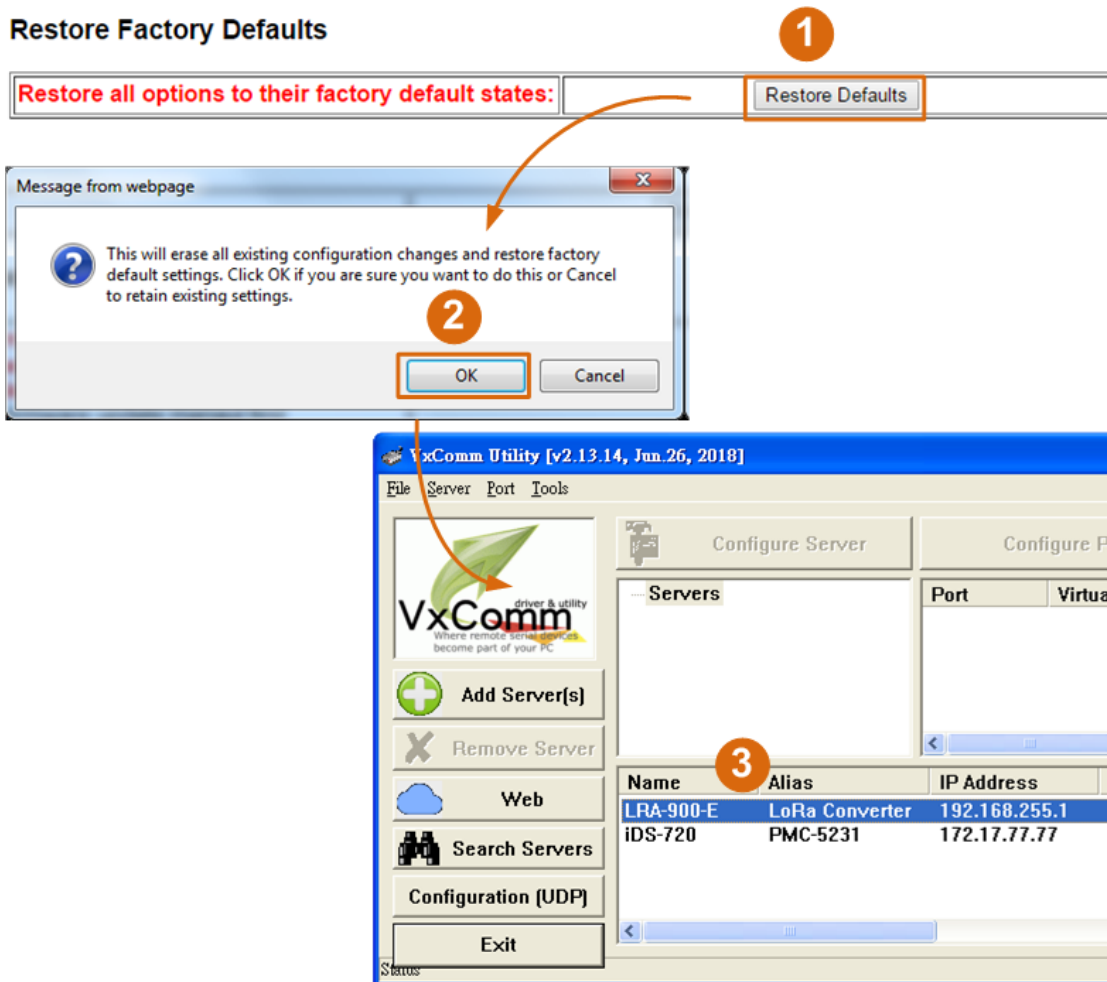 Restore Factory Defaults
1
Restore all options to their factory default states:
Restore Defaults
Message from webpage
This will erase all existing configuration changes and restore factory
default settings. Click OK if you are sure you want to do this or Cancel
to retain existing settings.
2
OK
Cancel
VxComm Utility [v2.13.14, Jun.26, 2018]
File Server Port Tools
Configure Server
Configure P
VxComm
driver & utility
Where remote serial devices
become part of your PC
Servers
Port Virtua
Add Server(s)
Remove Server
Web
Search Servers
Configuration (UDP)
Exit
3
Name Alias IP Address
LRA-900-E LoRa Converter 192.168.255.1
iDS-720 PMC-5231 172.17.77.77
Status